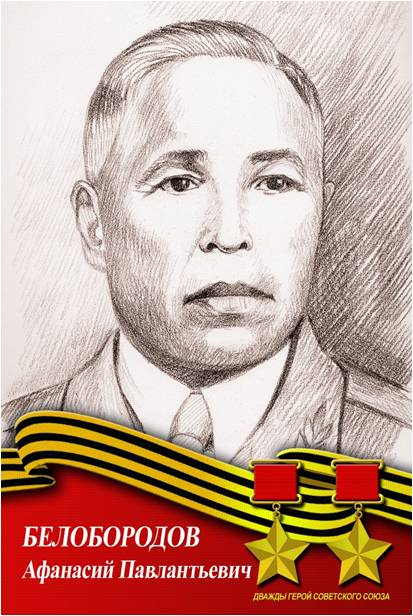 БЕЛОБОРОДОВ
Афанасий Павлантьевич
ДВАЖДЫ ГЕРОЙ СОВЕТСКОГО СОЮЗА